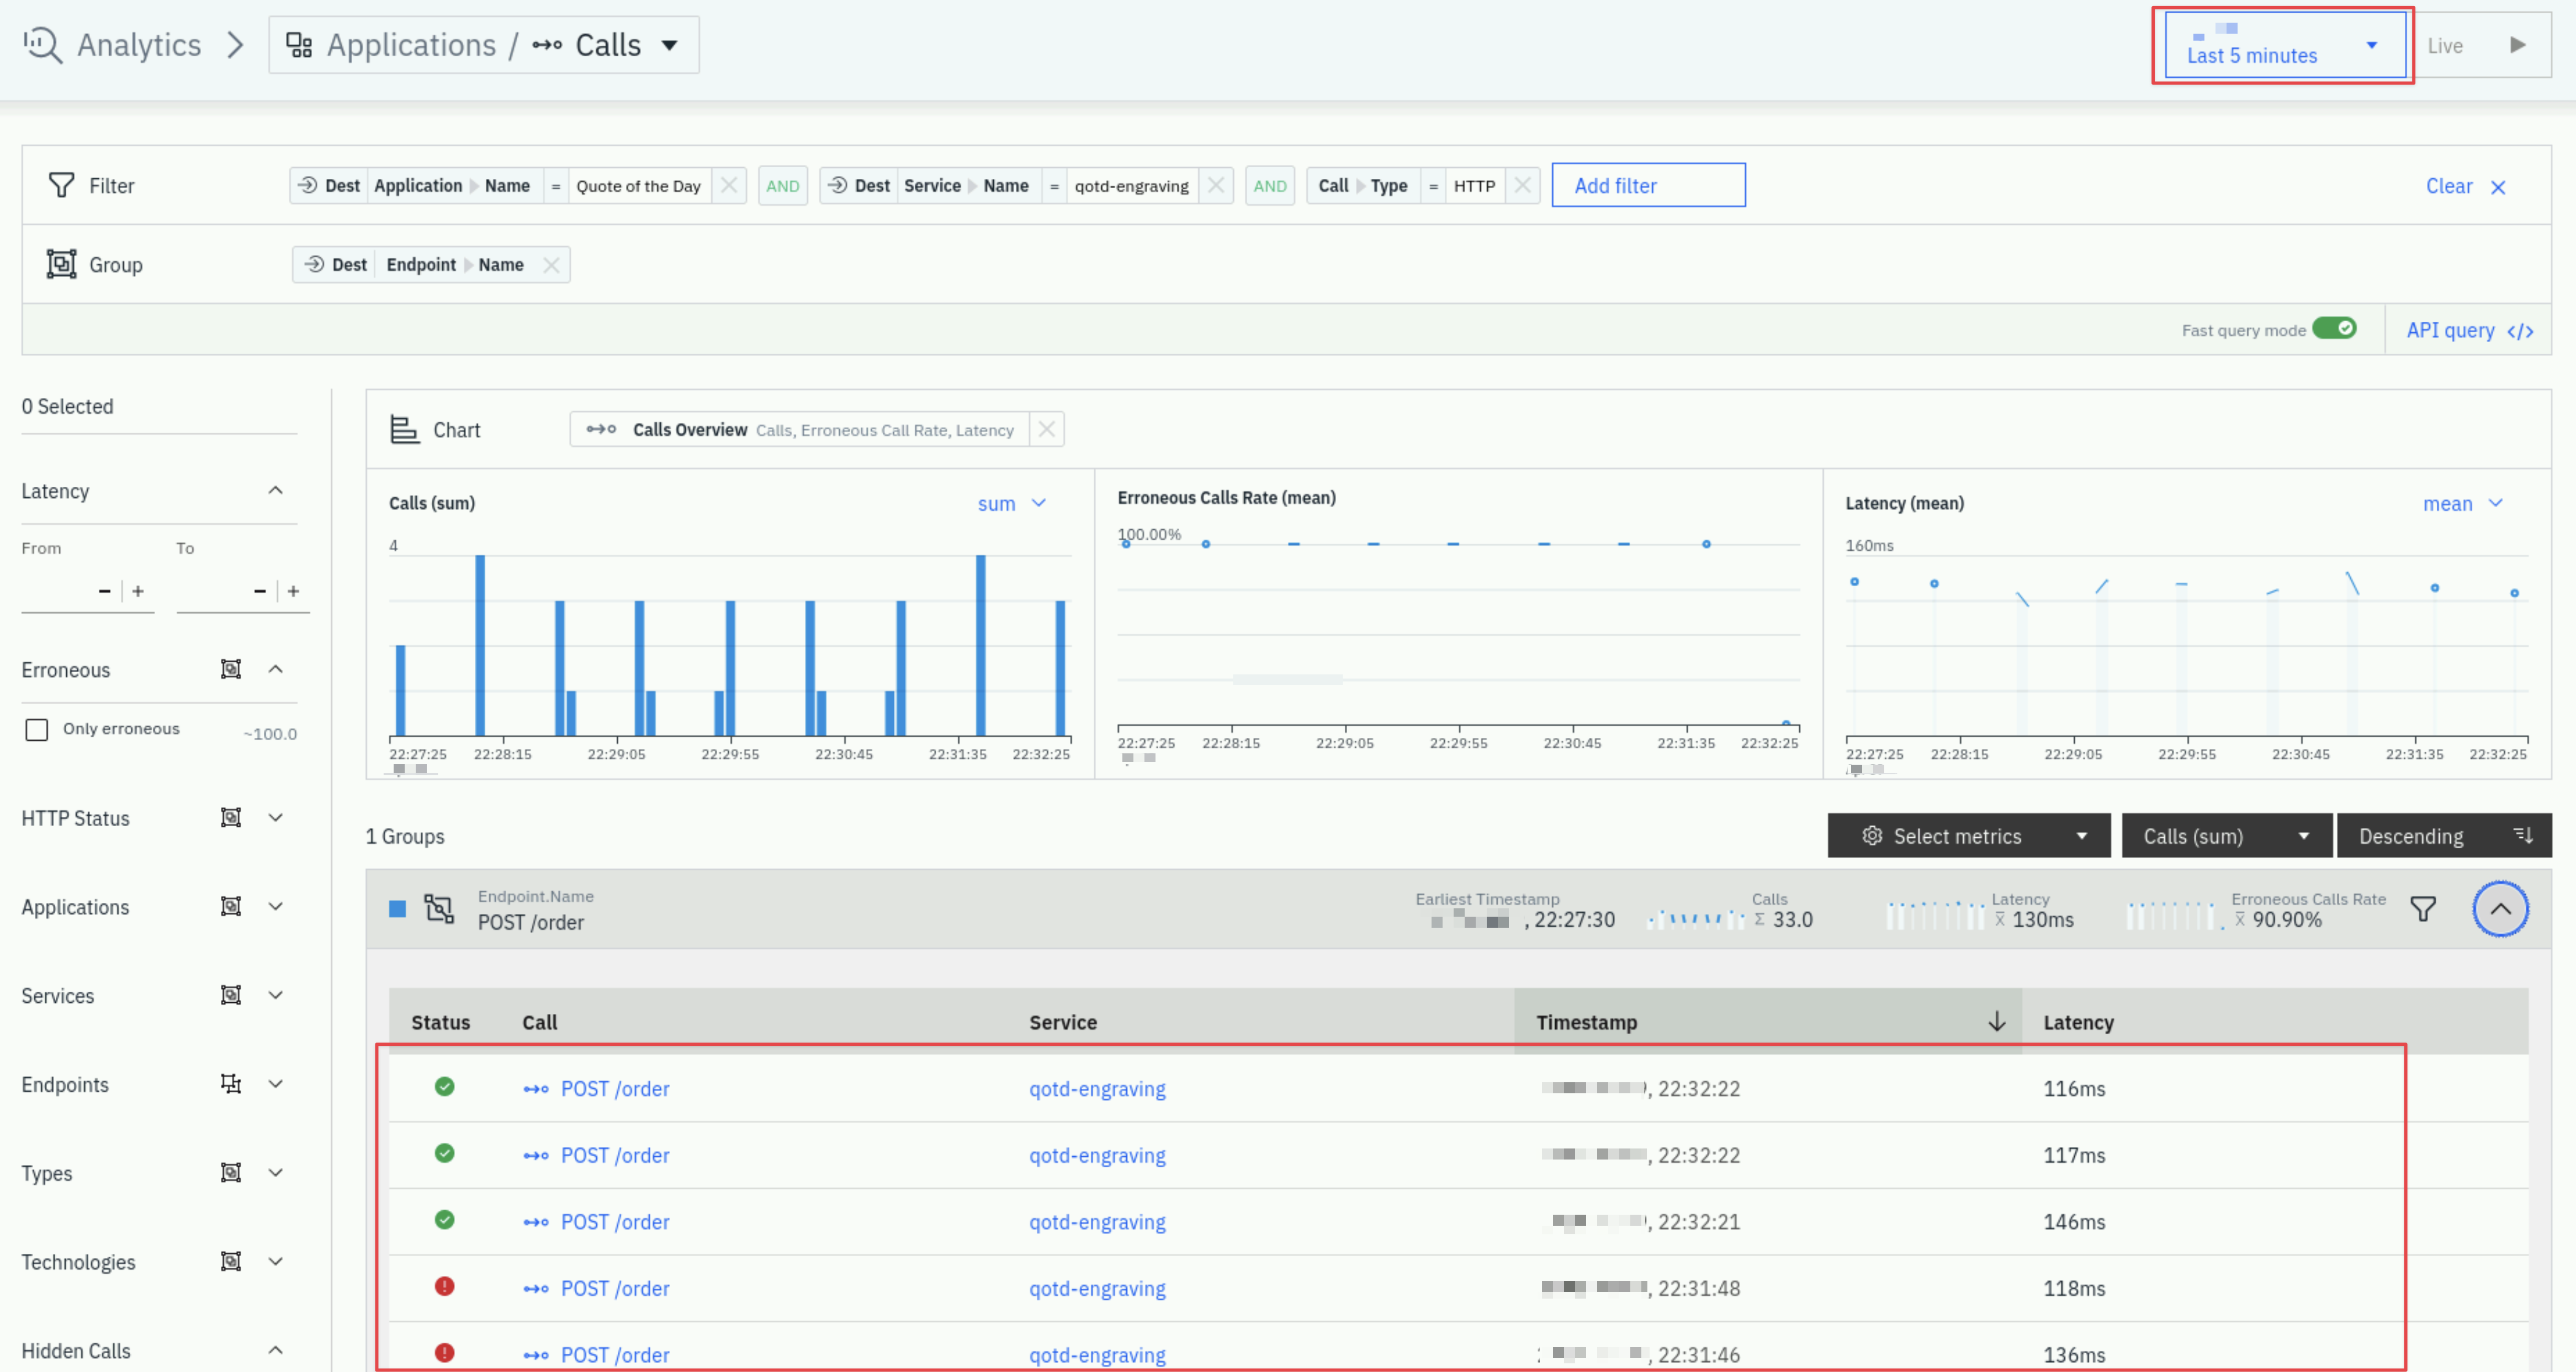 Analytics
Applications / Calls
Last 5 minutes
Live
Filter
Dest Application Name = Quote of the Day AND Dest Service Name = qotd-engraving AND Call Type = HTTP Add filter
Clear
Group
Dest Endpoint Name
Fast query mode
API query </>
0 Selected
Latency
From To
- + - +
Erroneous
Only erroneous ~100.0
HTTP Status
Applications
Services
Endpoints
Types
Technologies
Hidden Calls
Chart
Calls Overview Calls, Erroneous Call Rate, Latency
Calls (sum)
sum
4
22:27:25 22:28:15 22:29:05 22:29:55 22:30:45 22:31:35 22:32:25
Erroneous Calls Rate (mean)
100.00%
22:27:25 22:28:15 22:29:05 22:29:55 22:30:45 22:31:35 22:32:25
Latency (mean)
mean
160ms
22:27:25 22:28:15 22:29:05 22:29:55 22:30:45 22:31:35 22:32:25
1 Groups
Select metrics
Calls (sum)
Descending
Endpoint.Name
POST /order
Earliest Timestamp
, 22:27:30
Calls
Σ 33.0
Latency
x̄ 130ms
Erroneous Calls Rate
x̄ 90.90%
Status Call Service Timestamp Latency
POST /order qotd-engraving , 22:32:22 116ms
POST /order qotd-engraving , 22:32:22 117ms
POST /order qotd-engraving , 22:32:21 146ms
POST /order qotd-engraving , 22:31:48 118ms
POST /order qotd-engraving , 22:31:46 136ms